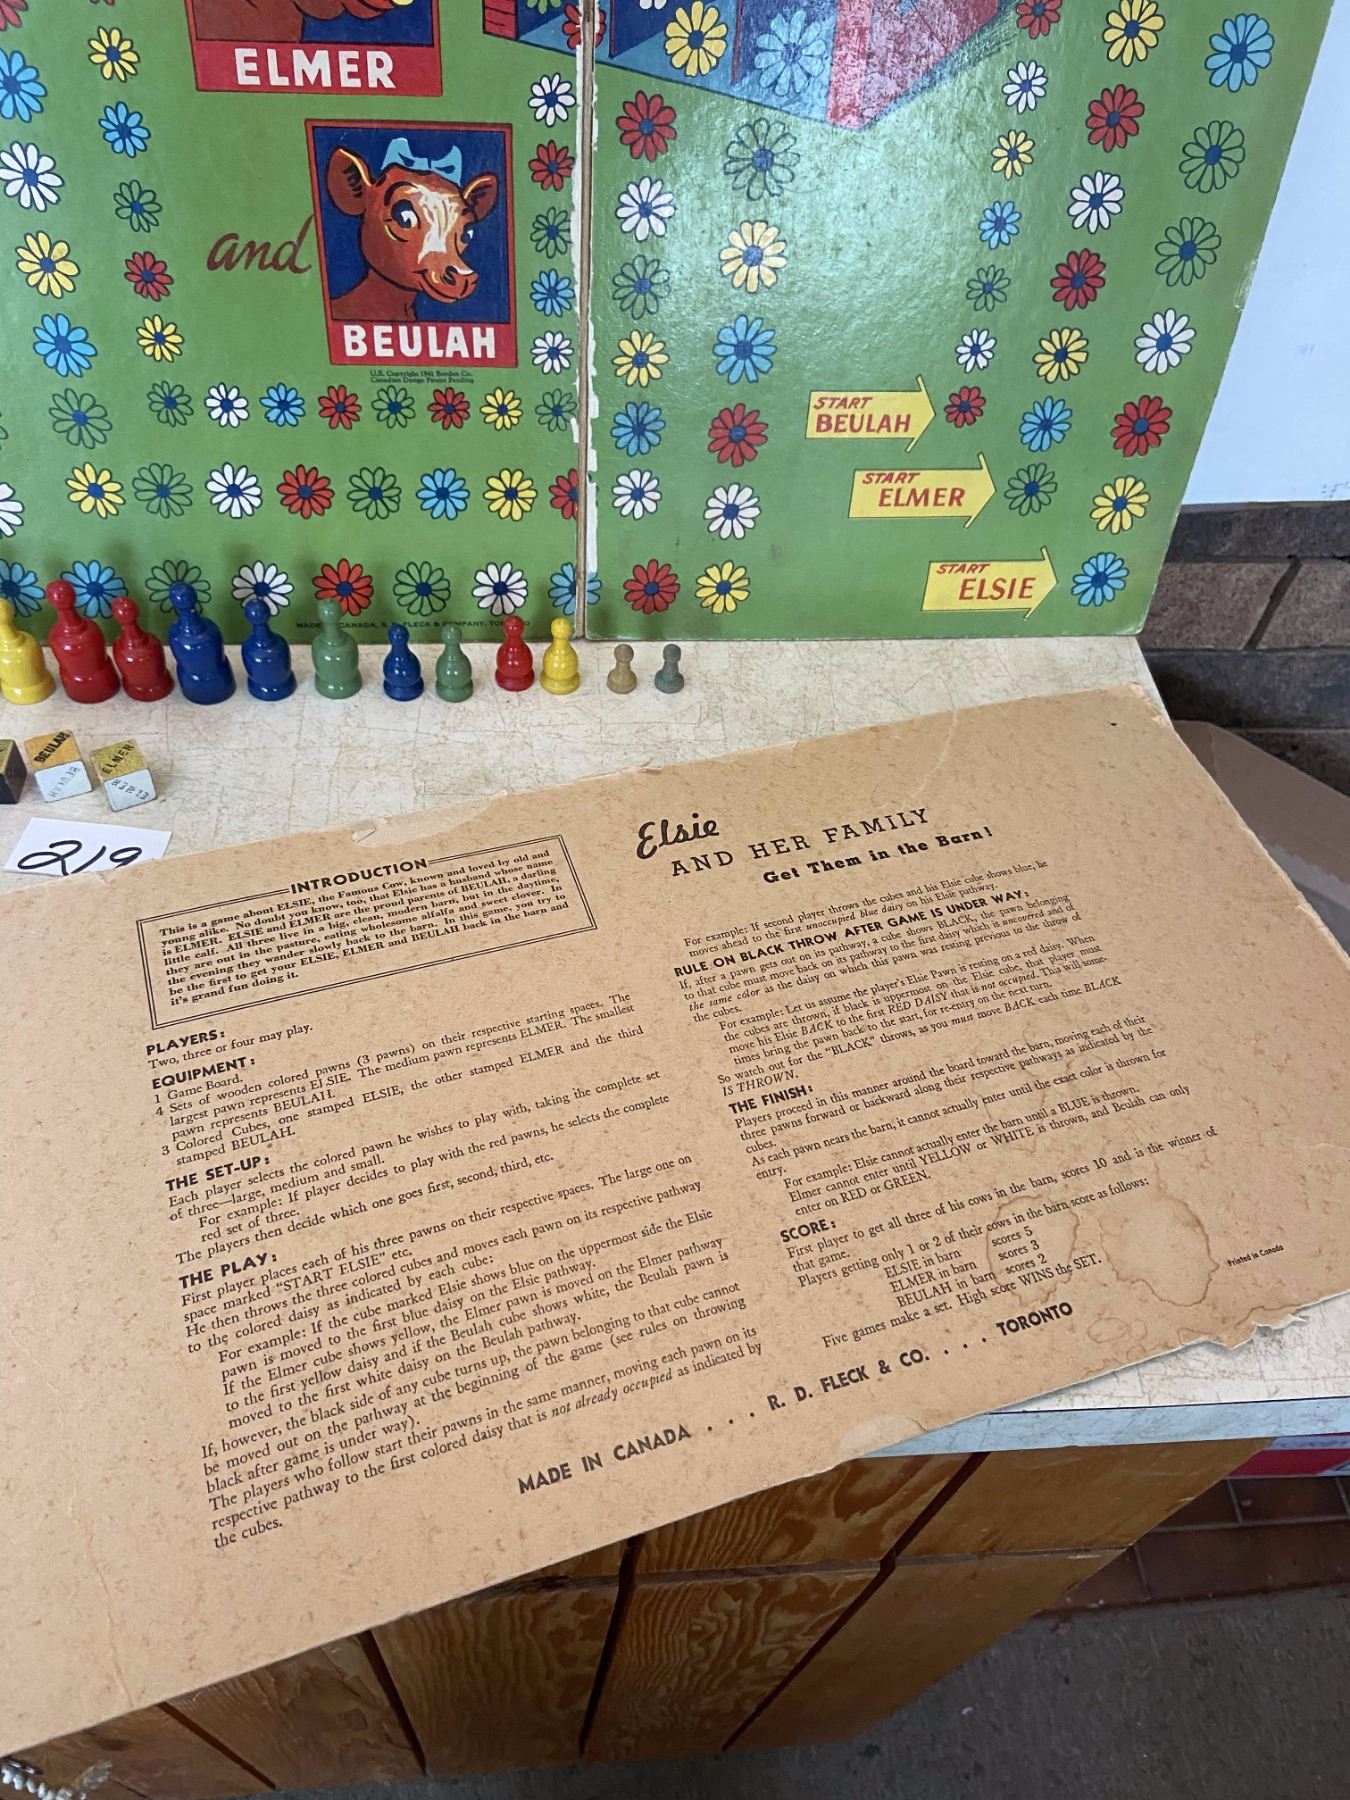 ELMER
and
BEULAH
U.S. Copyright 1941 Borden Co.
Canadian Design Patent Pending
START
BEULAH
START
ELMER
START
ELSIE
MADE CANADA, R. D. FLECK & COMPANY,
BEULAH
ELMER
219
INTRODUCTION
This is a game about ELSIE, the Famous Cow, known and loved by old and
young alike. No doubt you know, too, that Elsie has a husband whose name
is ELMER. ELSIE and ELMER are the proud parents of BEULAH, a darling
little calf. All three live in a big, clean, modern barn, but in the daytime,
they are out in the pasture, eating wholesome alfalfa and sweet clover. In
the evening they wander slowly back to the barn. In this game, you try to
be the first to get your ELSIE, ELMER and BEULAH back in the barn and
it's grand fun doing it.
PLAYERS:
Two, three or four may play.
EQUIPMENT:
1 Game Board.
4 Sets of wooden colored pawns (3 pawns) on their respective starting spaces. The
largest pawn represents ELSIE. The medium pawn represents ELMER. The smallest
pawn represents BEULAH.
3 Colored Cubes, one stamped ELSIE, the other stamped ELMER and the third
stamped BEULAH.
THE SET-UP:
Each player selects the colored pawn he wishes to play with, taking the complete set
of three—large, medium and small.
For example: If player decides to play with the red pawns, he selects the complete
red set of three.
The players then decide which one goes first, second, third, etc.
THE PLAY:
First player places each of his three pawns on their respective spaces. The large one on
space marked "START ELSIE" etc.
He then throws the three colored cubes and moves each pawn on its respective pathway
to the colored daisy as indicated by each cube:
For example: If the cube marked Elsie shows blue on the uppermost side the Elsie
pawn is moved to the first blue daisy on the Elsie pathway.
If the Elmer cube shows yellow, the Elmer pawn is moved on the Elmer pathway
to the first yellow daisy and if the Beulah cube shows white, the Beulah pawn is
moved to the first white daisy on the Beulah pathway.
If, however, the black side of any cube turns up, the pawn belonging to that cube cannot
be moved out on the pathway at the beginning of the game (see rules on throwing
black after game is under way).
The players who follow start their pawns in the same manner, moving each pawn on its
respective pathway to the first colored daisy that is not already occupied as indicated by
the cubes.
Elsie
AND HER FAMILY
Get Them in the Barn!
For example: If second player throws the cubes and his Elsie cube shows blue, he
moves ahead to the first unoccupied blue daisy on his Elsie pathway.
RULE ON BLACK THROW AFTER GAME IS UNDER WAY:
If, after a pawn gets out on its pathway, a cube shows BLACK, the pawn belonging
to that cube must move back on its pathway to the first daisy which is uncovered and of
the same color as the daisy on which this pawn was resting, previous to the throw of
the cubes.
For example: Let us assume the player's Elsie Pawn is resting on a red daisy. When
the cubes are thrown, if black is uppermost on the Elsie cube, that player must
move his Elsie BACK to the first RED DAISY that is not occupied. This will some-
times bring the pawn back to the start, for re-entry on the next turn.
So watch out for the "BLACK" throws, as you must move BACK each time BLACK
IS THROWN.
THE FINISH:
Players proceed in this manner around the board toward the barn, moving each of their
three pawns forward or backward along their respective pathways as indicated by the
cubes.
As each pawn nears the barn, it cannot actually enter until the exact color is thrown for
entry.
For example: Elsie cannot actually enter the barn until a BLUE is thrown.
Elmer cannot enter until YELLOW or WHITE is thrown, and Beulah can only
enter on RED or GREEN.
SCORE:
First player to get all three of his cows in the barn, scores 10 and is the winner of
that game.
Players getting only 1 or 2 of their cows in the barn score as follows:
ELSIE in barn scores 5
ELMER in barn scores 3
BEULAH in barn scores 2
Five games make a set. High score WINS the SET.
Printed in Canada
MADE IN CANADA . . . R. D. FLECK & CO. . . . TORONTO